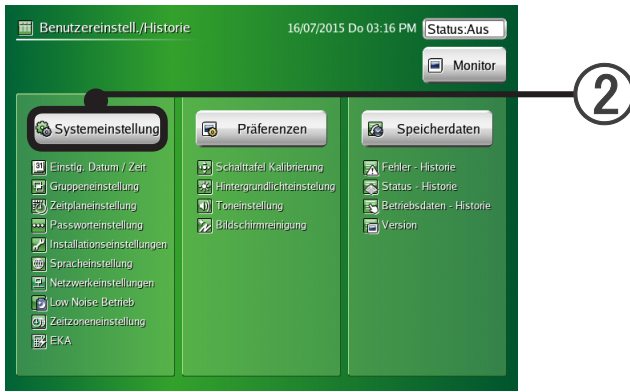 Benutzereinstell./Historie
16/07/2015 Do 03:16 PM
Status:Aus
Monitor
2
Systemeinstellung
Einstlg. Datum / Zeit
Gruppeneinstellung
Zeitplaneinstellung
Passworteinstellung
Installationseinstellungen
Spracheinstellung
Netzwerkeinstellungen
Low Noise Betrieb
Zeitzoneneinstellung
EKA
Präferenzen
Schalttafel Kalibrierung
Hintergrundlichteinstelung
Toneinstellung
Bildschirmreinigung
Speicherdaten
Fehler - Historie
Status - Historie
Betriebsdaten - Historie
Version